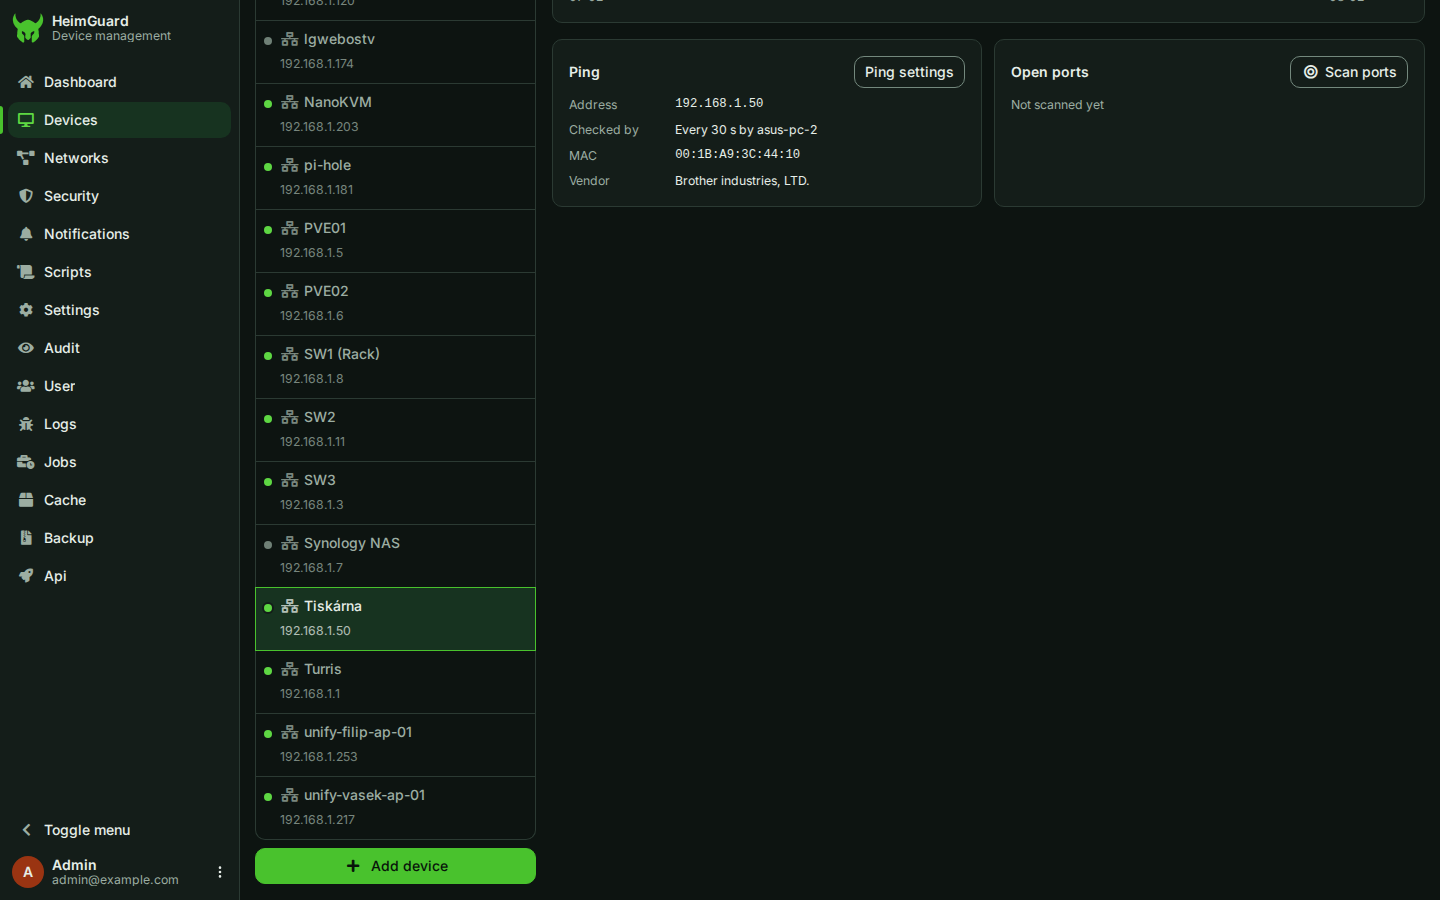 HeimGuard
Device management
Dashboard
Devices
Networks
Security
Notifications
Scripts
Settings
Audit
User
Logs
Jobs
Cache
Backup
Api
Toggle menu
A
Admin
admin@example.com
192.168.1.120
lgwebostv
192.168.1.174
NanoKVM
192.168.1.203
pi-hole
192.168.1.181
PVE01
192.168.1.5
PVE02
192.168.1.6
SW1 (Rack)
192.168.1.8
SW2
192.168.1.11
SW3
192.168.1.3
Synology NAS
192.168.1.7
Tiskárna
192.168.1.50
Turris
192.168.1.1
unify-filip-ap-01
192.168.1.253
unify-vasek-ap-01
192.168.1.217
Add device
Ping
Ping settings
Address 192.168.1.50
Checked by Every 30 s by asus-pc-2
MAC 00:1B:A9:3C:44:10
Vendor Brother industries, LTD.
Open ports
Scan ports
Not scanned yet